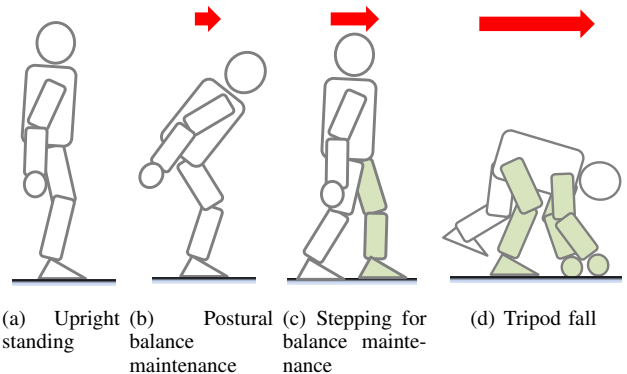 (a) Upright
standing
(b) Postural
balance
maintenance
(c) Stepping for
balance mainte-
nance
(d) Tripod fall